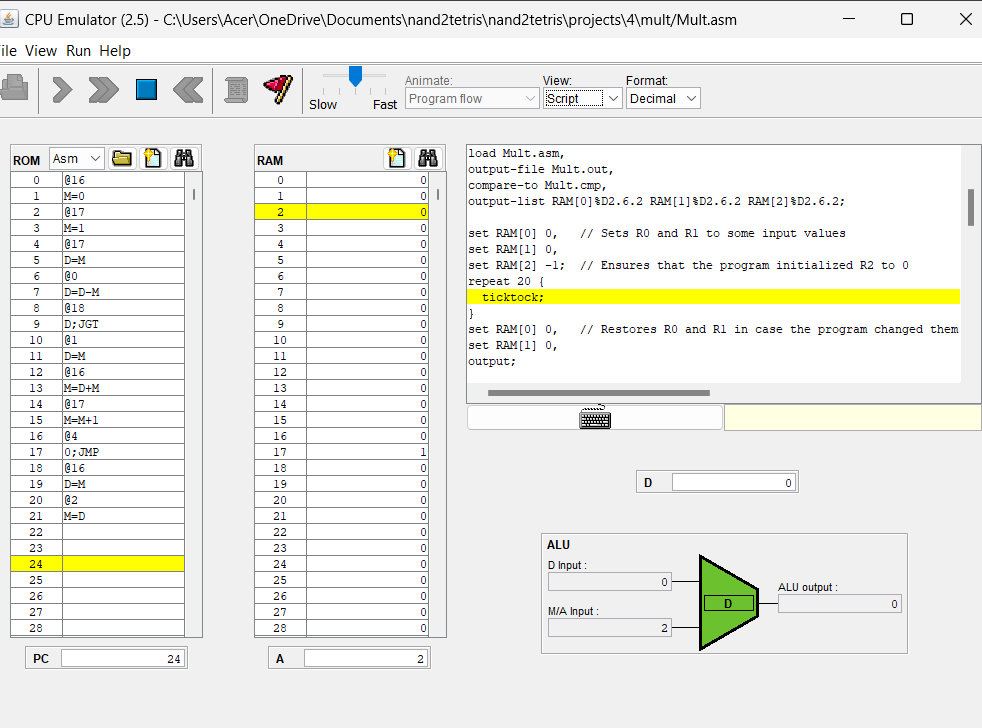 CPU Emulator (2.5) - C:\Users\Acer\OneDrive\Documents\nand2tetris\nand2tetris\projects\4\mult/Mult.asm
ile View Run Help
Slow Fast
Animate:
Program flow
View:
Script
Format:
Decimal
ROM Asm
0 @16
1 M=0
2 @17
3 M=1
4 @17
5 D=M
6 @0
7 D=D-M
8 @18
9 D;JGT
10 @1
11 D=M
12 @16
13 M=D+M
14 @17
15 M=M+1
16 @4
17 0;JMP
18 @16
19 D=M
20 @2
21 M=D
22
23
24
25
26
27
28
PC 24
RAM
0 0
1 0
2 0
3 0
4 0
5 0
6 0
7 0
8 0
9 0
10 0
11 0
12 0
13 0
14 0
15 0
16 0
17 1
18 0
19 0
20 0
21 0
22 0
23 0
24 0
25 0
26 0
27 0
28 0
A 2
load Mult.asm,
output-file Mult.out,
compare-to Mult.cmp,
output-list RAM[0]%D2.6.2 RAM[1]%D2.6.2 RAM[2]%D2.6.2;
set RAM[0] 0,   // Sets R0 and R1 to some input values
set RAM[1] 0,
set RAM[2] -1;  // Ensures that the program initialized R2 to 0
repeat 20 {
  ticktock;
}
set RAM[0] 0,   // Restores R0 and R1 in case the program changed them
set RAM[1] 0,
output;
D 0
ALU
D Input :
0
M/A Input :
2
D
ALU output :
0